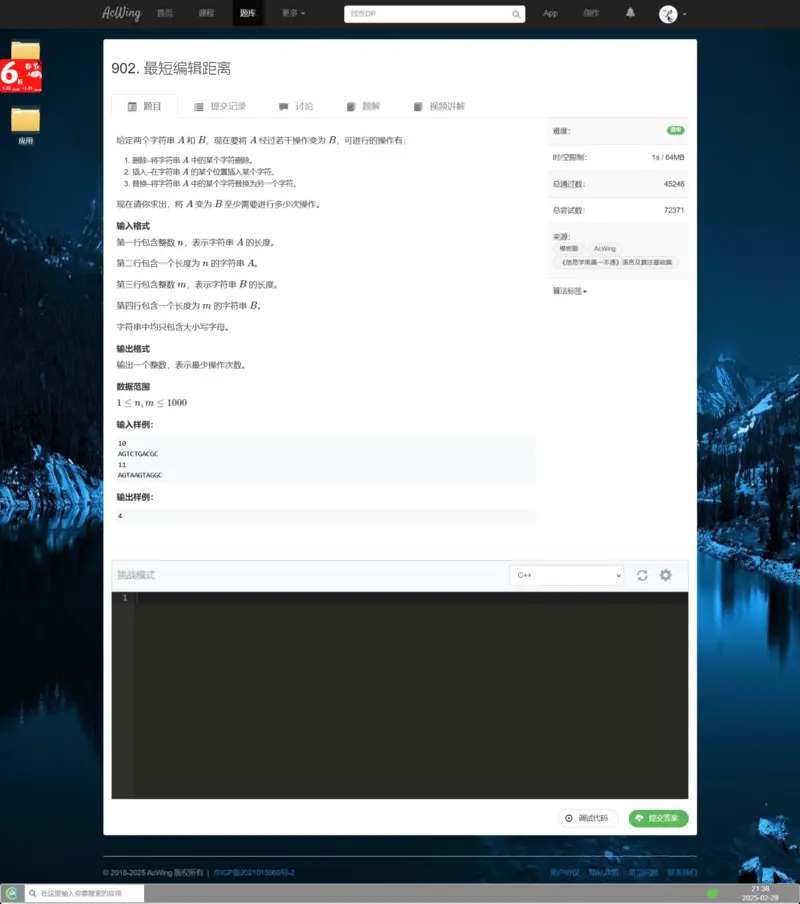 AcWing 首页 课程 题库 更多 线性DP App 创作
902. 最短编辑距离
题目 提交记录 讨论 题解 视频讲解
给定两个字符串 A 和 B，现在要将 A 经过若干操作变为 B，可进行的操作有：
1. 删除–将字符串 A 中的某个字符删除。
2. 插入–在字符串 A 的某个位置插入某个字符。
3. 替换–将字符串 A 中的某个字符替换为另一个字符。
现在请你求出，将 A 变为 B 至少需要进行多少次操作。
输入格式
第一行包含整数 n，表示字符串 A 的长度。
第二行包含一个长度为 n 的字符串 A。
第三行包含整数 m，表示字符串 B 的长度。
第四行包含一个长度为 m 的字符串 B。
字符串中均只包含大小写字母。
输出格式
输出一个整数，表示最少操作次数。
数据范围
1 ≤ n, m ≤ 1000
输入样例：
10
AGTCTGACGC
11
AGTAAGTAGGC
输出样例：
4
难度： 简单
时/空限制： 1s / 64MB
总通过数： 45246
总尝试数： 72371
来源：
模板题 AcWing
《信息学奥赛一本通》语言及算法基础篇
算法标签
挑战模式 C++
1
调试代码 提交答案
6
应用
© 2018-2025 AcWing 版权所有 | 京ICP备2021015969号-2
用户协议 隐私政策 常见问题 联系我们
在这里输入你要搜索的应用
21:38
2025-02-28